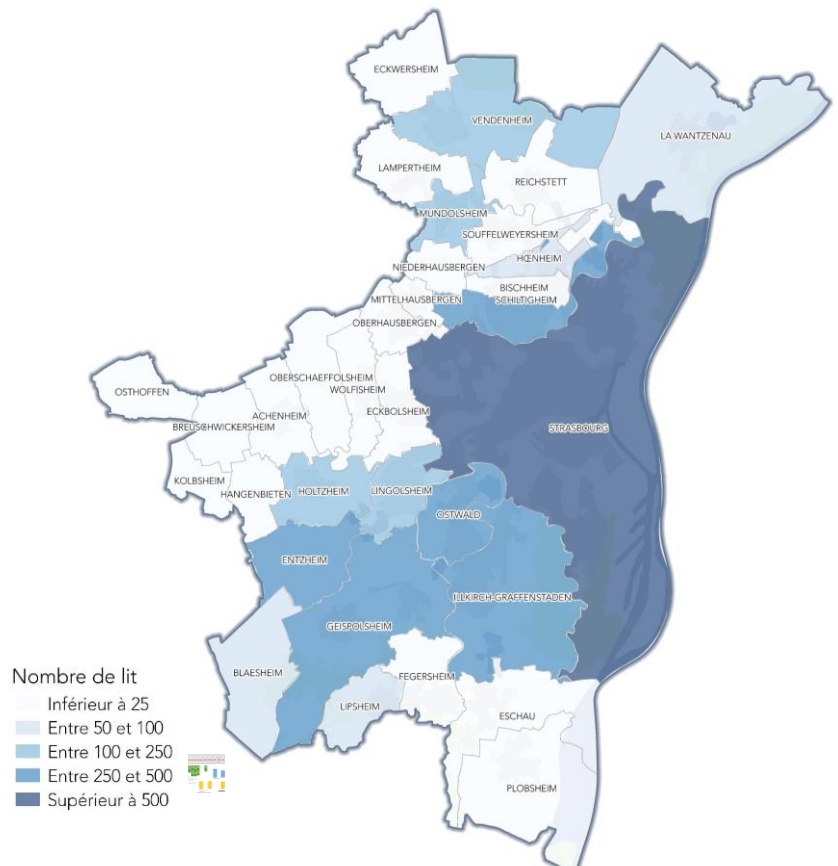 ECKWERSHEIM
VENDENHEIM
LA WANTZENAU
LAMPERTHEIM
REICHSTETT
MUNDOLSHEIM
SOUFFELWEYERSHEIM
HŒNHEIM
NIEDERHAUSBERGEN
BISCHHEIM
MITTELHAUSBERGEN
SCHILTIGHEIM
OBERHAUSBERGEN
OBERSCHAEFFOLSHEIM
WOLFISHEIM
OSTHOFFEN
ACHENHEIM
ECKBOLSHEIM
BREUSCHWICKERSHEIM
STRASBOURG
KOLBSHEIM
HANGENBIETEN
HOLTZHEIM
LINGOLSHEIM
OSTWALD
ENTZHEIM
ILLKIRCH-GRAFFENSTADEN
GEISPOLSHEIM
BLAESHEIM
FEGERSHEIM
LIPSHEIM
ESCHAU
PLOBSHEIM
Nombre de lit
Inférieur à 25
Entre 50 et 100
Entre 100 et 250
Entre 250 et 500
Supérieur à 500